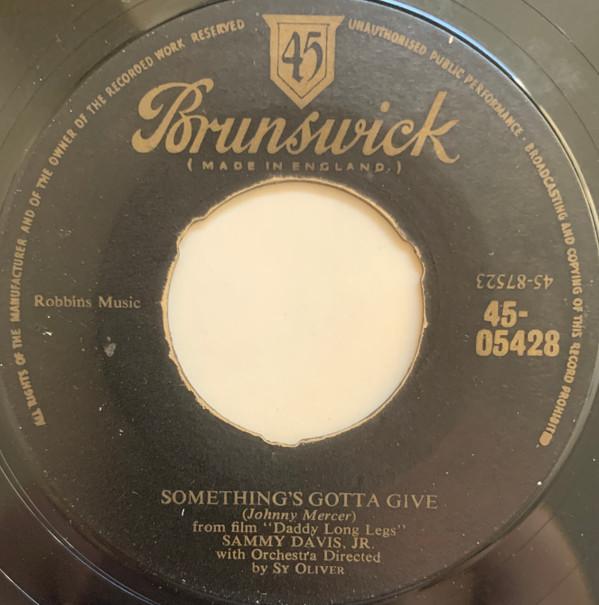 ALL RIGHTS OF THE MANUFACTURER AND OF THE OWNER OF THE RECORDED WORK RESERVED
UNAUTHORISED PUBLIC PERFORMANCE, BROADCASTING AND COPYING OF THIS RECORD PROHIBITED
45
Brunswick
( MADE IN ENGLAND. )
Robbins Music
45-87523
45-
05428
SOMETHING'S GOTTA GIVE
(Johnny Mercer)
from film "Daddy Long Legs"
SAMMY DAVIS, JR.
with Orchestra Directed
by SY OLIVER